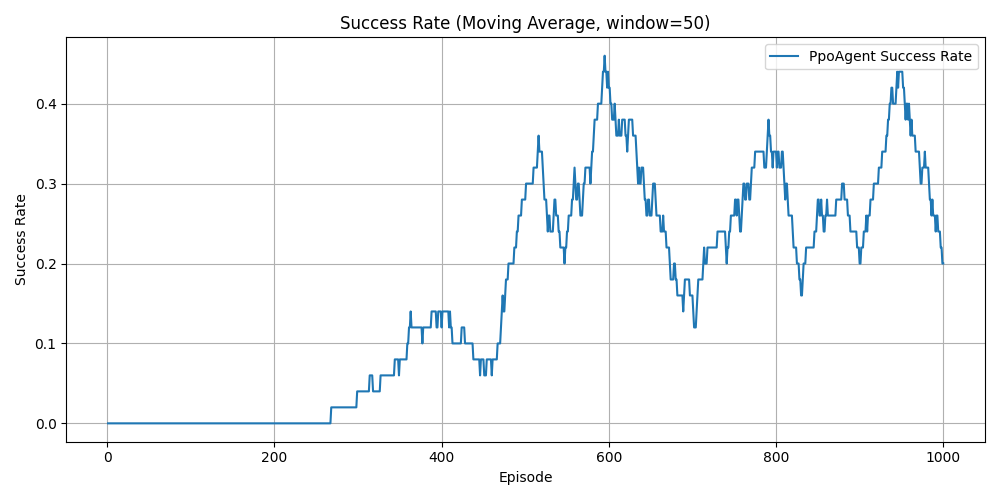 Success Rate (Moving Average, window=50)
PpoAgent Success Rate
Success Rate
0.4
0.3
0.2
0.1
0.0
0 200 400 600 800 1000
Episode